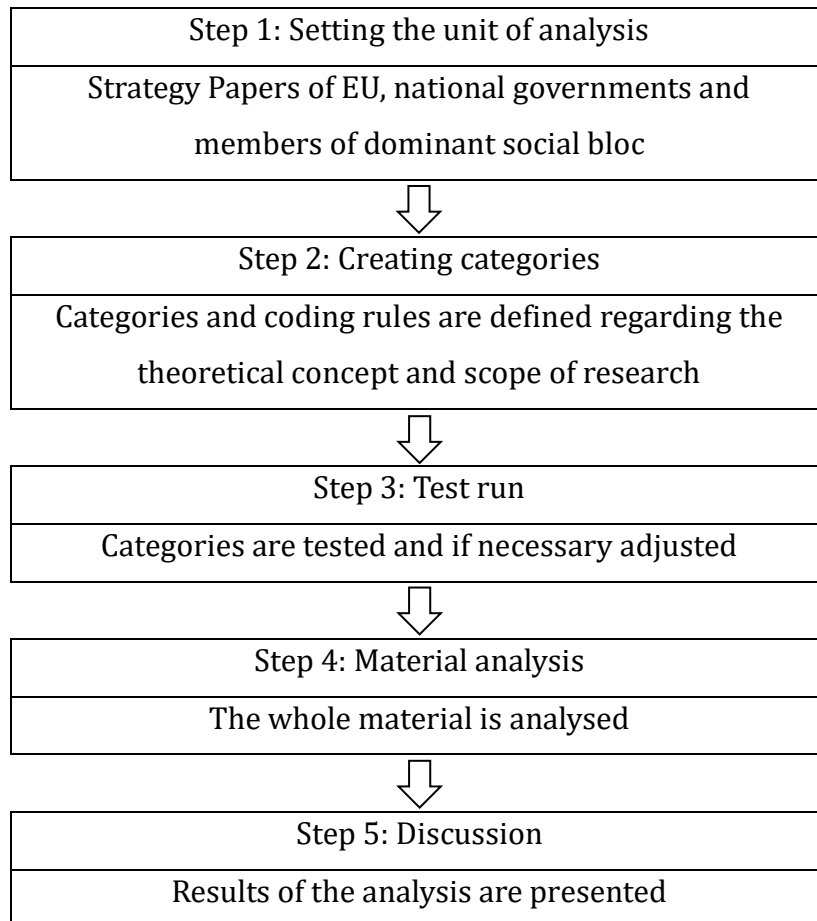 Step 1: Setting the unit of analysis
Strategy Papers of EU, national governments and
members of dominant social bloc
Step 2: Creating categories
Categories and coding rules are defined regarding the
theoretical concept and scope of research
Step 3: Test run
Categories are tested and if necessary adjusted
Step 4: Material analysis
The whole material is analysed
Step 5: Discussion
Results of the analysis are presented